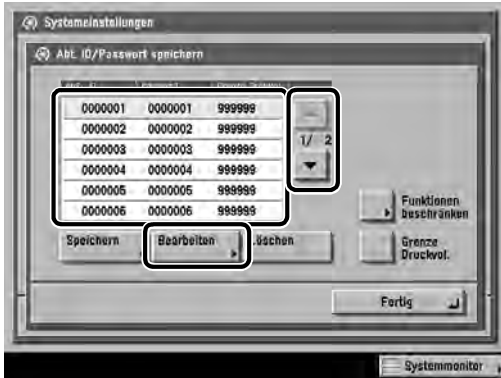 Systemeinstellungen
Abt. ID/Passwort speichern
0000001 0000001 999999
0000002 0000002 999999
0000003 0000003 999999
0000004 0000004 999999
0000005 0000005 999999
0000006 0000006 999999
1/ 2
Funktionen
beschränken
Speichern Bearbeiten Löschen
Grenze
Druckvol.
Fertig
Systemmonitor